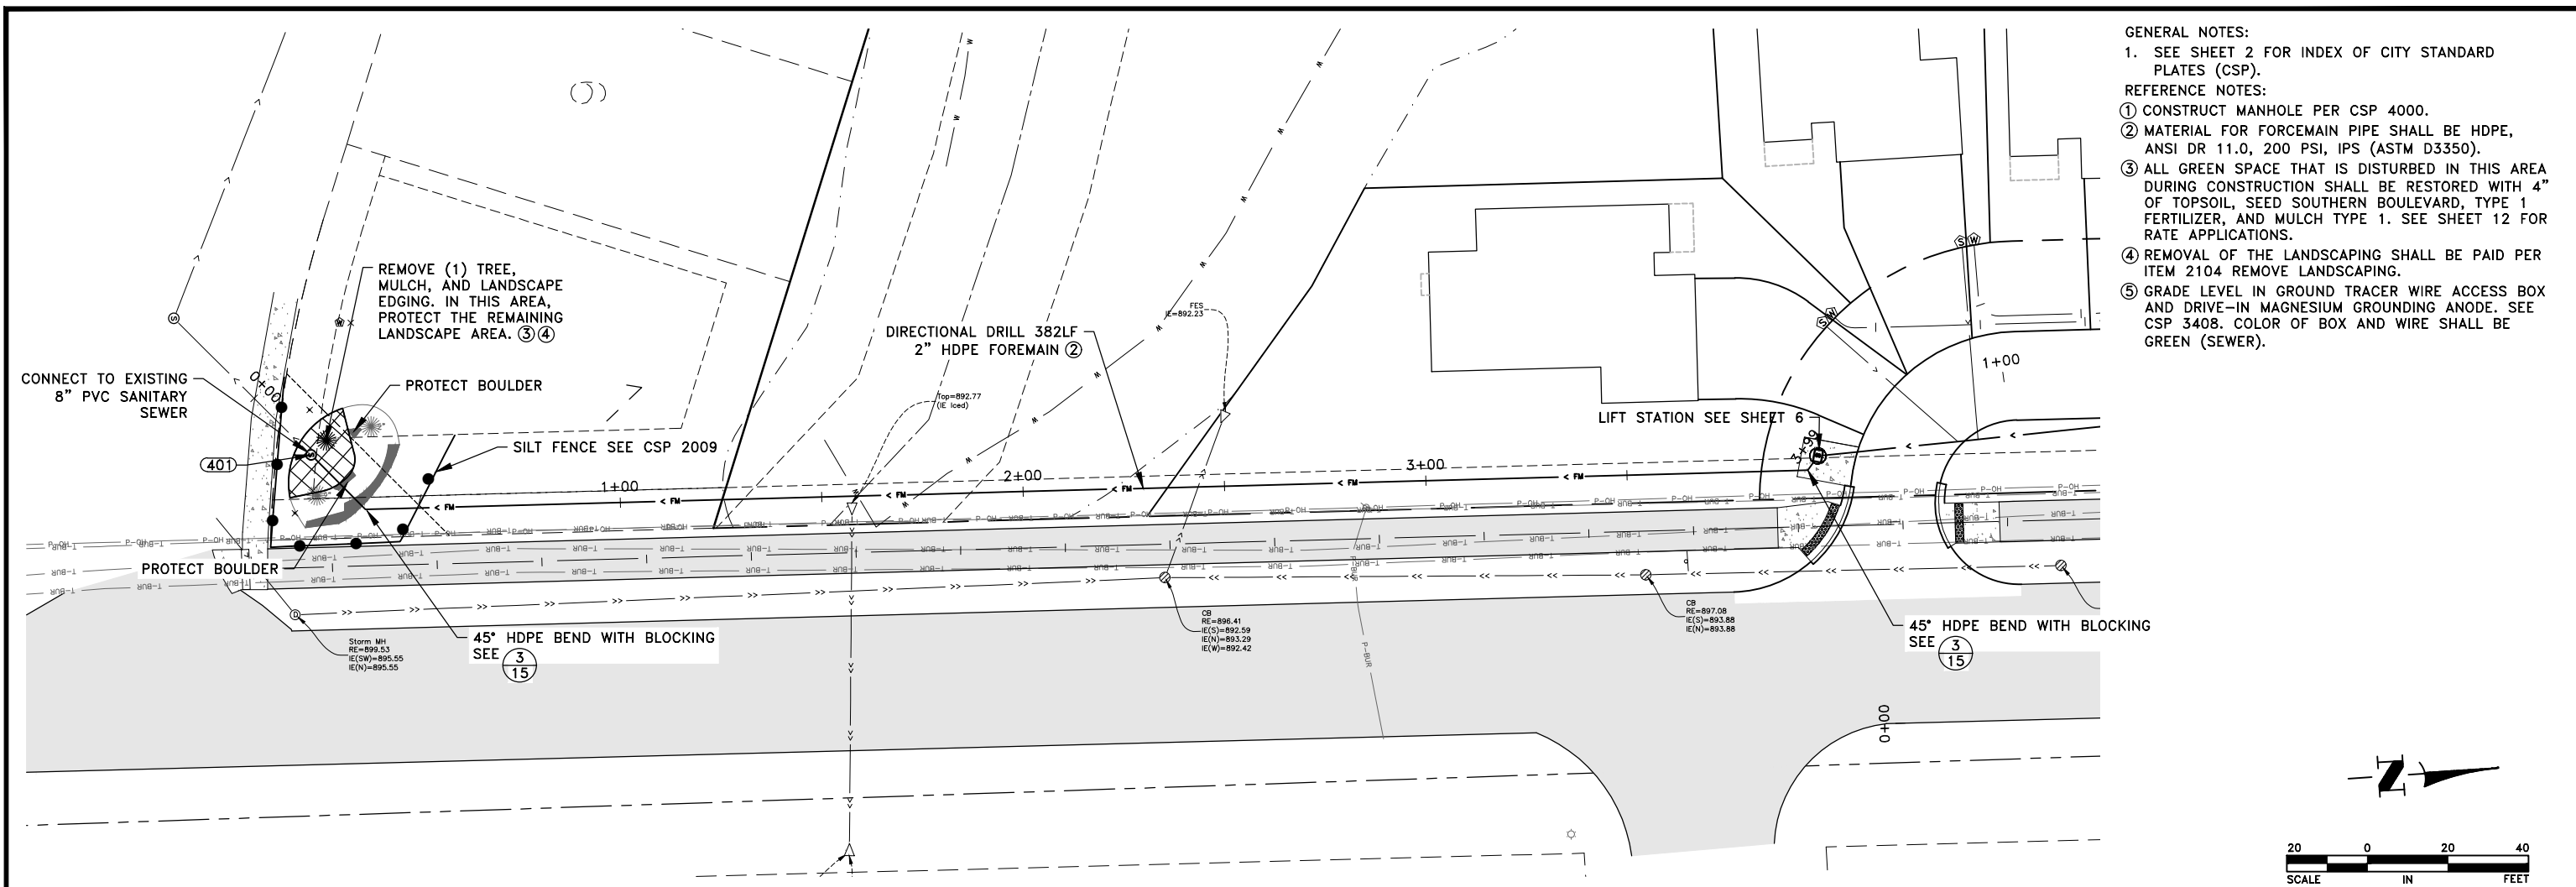 GENERAL NOTES:
1. SEE SHEET 2 FOR INDEX OF CITY STANDARD
PLATES (CSP).
REFERENCE NOTES:
① CONSTRUCT MANHOLE PER CSP 4000.
② MATERIAL FOR FORCEMAIN PIPE SHALL BE HDPE,
ANSI DR 11.0, 200 PSI, IPS (ASTM D3350).
③ ALL GREEN SPACE THAT IS DISTURBED IN THIS AREA
DURING CONSTRUCTION SHALL BE RESTORED WITH 4"
OF TOPSOIL, SEED SOUTHERN BOULEVARD, TYPE 1
FERTILIZER, AND MULCH TYPE 1. SEE SHEET 12 FOR
RATE APPLICATIONS.
④ REMOVAL OF THE LANDSCAPING SHALL BE PAID PER
ITEM 2104 REMOVE LANDSCAPING.
⑤ GRADE LEVEL IN GROUND TRACER WIRE ACCESS BOX
AND DRIVE-IN MAGNESIUM GROUNDING ANODE. SEE
CSP 3408. COLOR OF BOX AND WIRE SHALL BE
GREEN (SEWER).
REMOVE (1) TREE,
MULCH, AND LANDSCAPE
EDGING. IN THIS AREA,
PROTECT THE REMAINING
LANDSCAPE AREA. ③④
CONNECT TO EXISTING
8" PVC SANITARY
SEWER
0+00
PROTECT BOULDER
SILT FENCE SEE CSP 2009
401
PROTECT BOULDER
DIRECTIONAL DRILL 382LF
2" HDPE FOREMAIN ②
FES
IE=892.23
Top=892.77
(IE Iced)
LIFT STATION SEE SHEET 6
3+99
1+00
1+00
2+00
3+00
FM
FM
FM
FM
FM
45° HDPE BEND WITH BLOCKING
SEE 3
15
45° HDPE BEND WITH BLOCKING
SEE 3
15
Storm MH
RE=899.53
IE(SW)=895.55
IE(N)=895.55
CB
RE=896.41
IE(S)=892.59
IE(N)=893.29
IE(W)=892.42
CB
RE=897.08
IE(S)=893.88
IE(N)=893.88
P-BUR
0+00
N
20 0 20 40
SCALE IN FEET